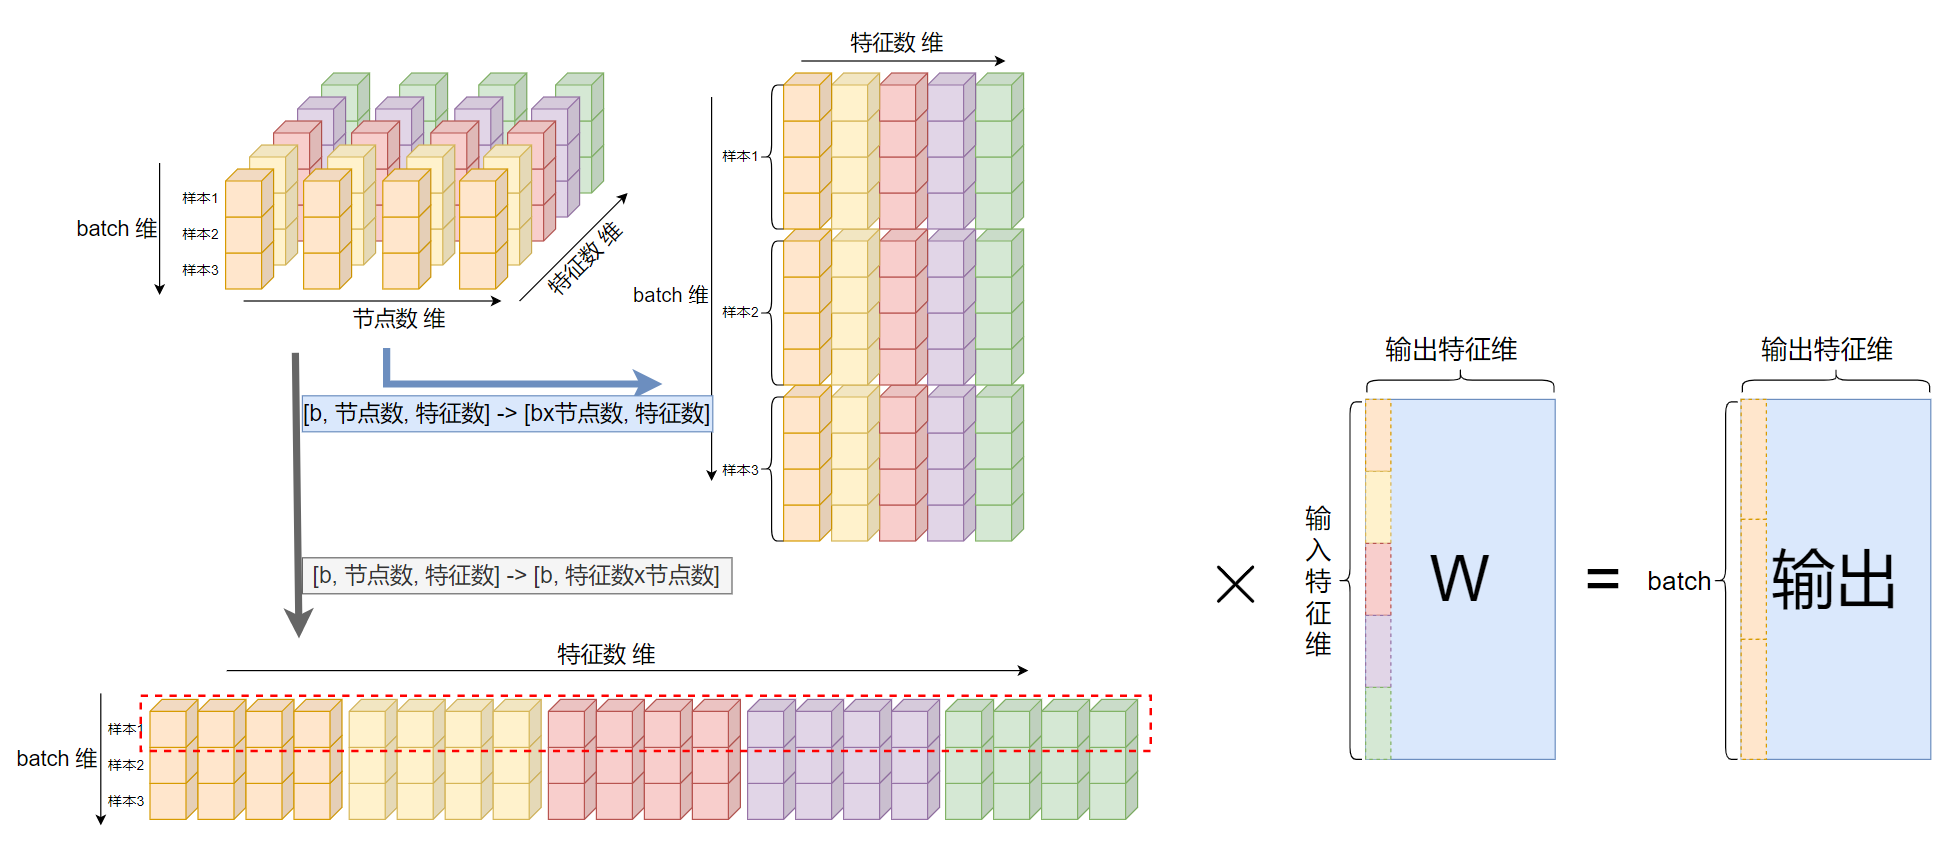 batch 维
样本1
样本2
样本3
节点数 维
特征数 维
[b, 节点数, 特征数] -> [bx节点数, 特征数]
特征数 维
batch 维
样本1
样本2
样本3
[b, 节点数, 特征数] -> [b, 特征数x节点数]
特征数 维
batch 维
样本1
样本2
样本3
×
输入特征维
输出特征维
W
=
batch
输出特征维
输出